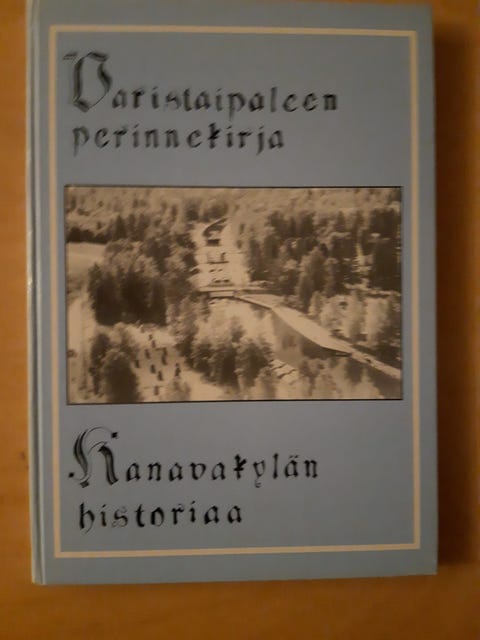 Varistaipaleen
perinnekirja
Kanavakylän
historiaa